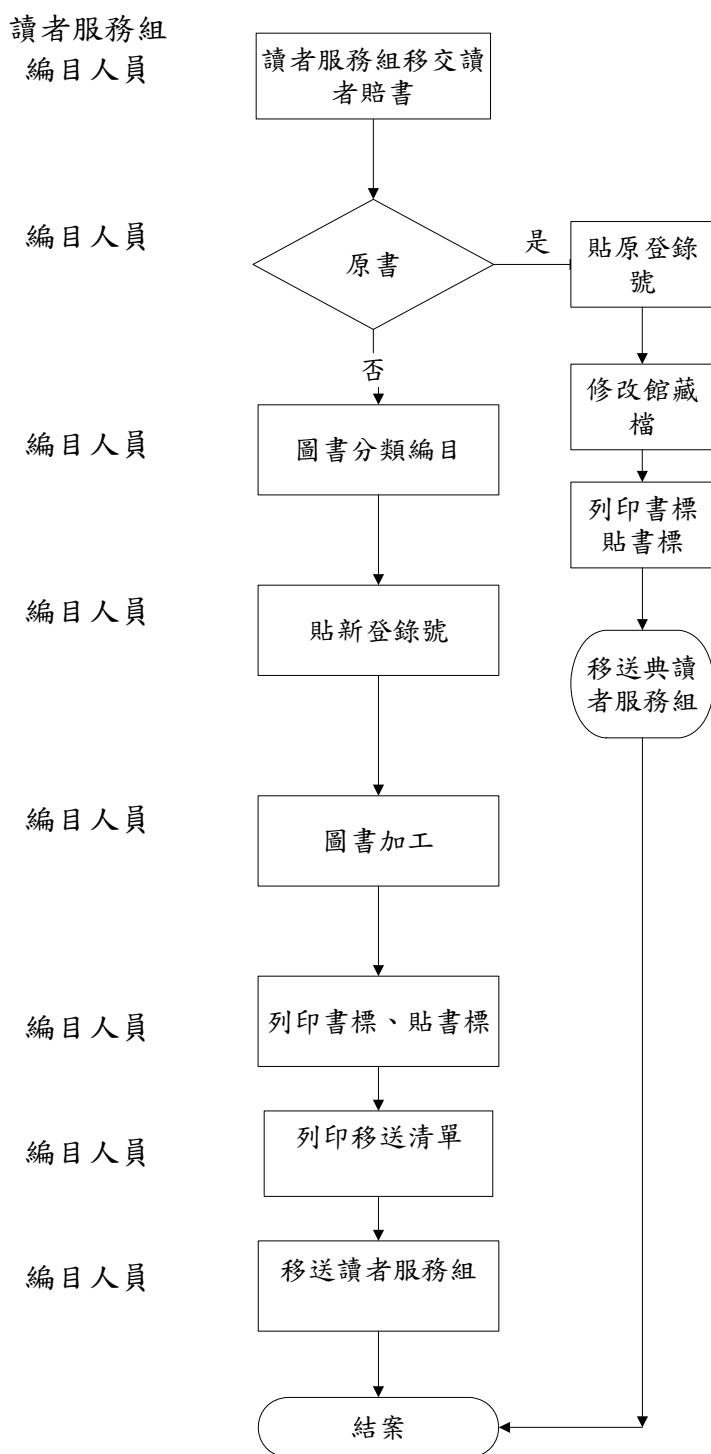 讀者服務組
編目人員
讀者服務組移交讀
者賠書
編目人員
原書
是
貼原登錄
號
否
修改館藏
檔
編目人員
圖書分類編目
列印書標
貼書標
編目人員
貼新登錄號
移送典讀
者服務組
編目人員
圖書加工
編目人員
列印書標、貼書標
編目人員
列印移送清單
編目人員
移送讀者服務組
結案